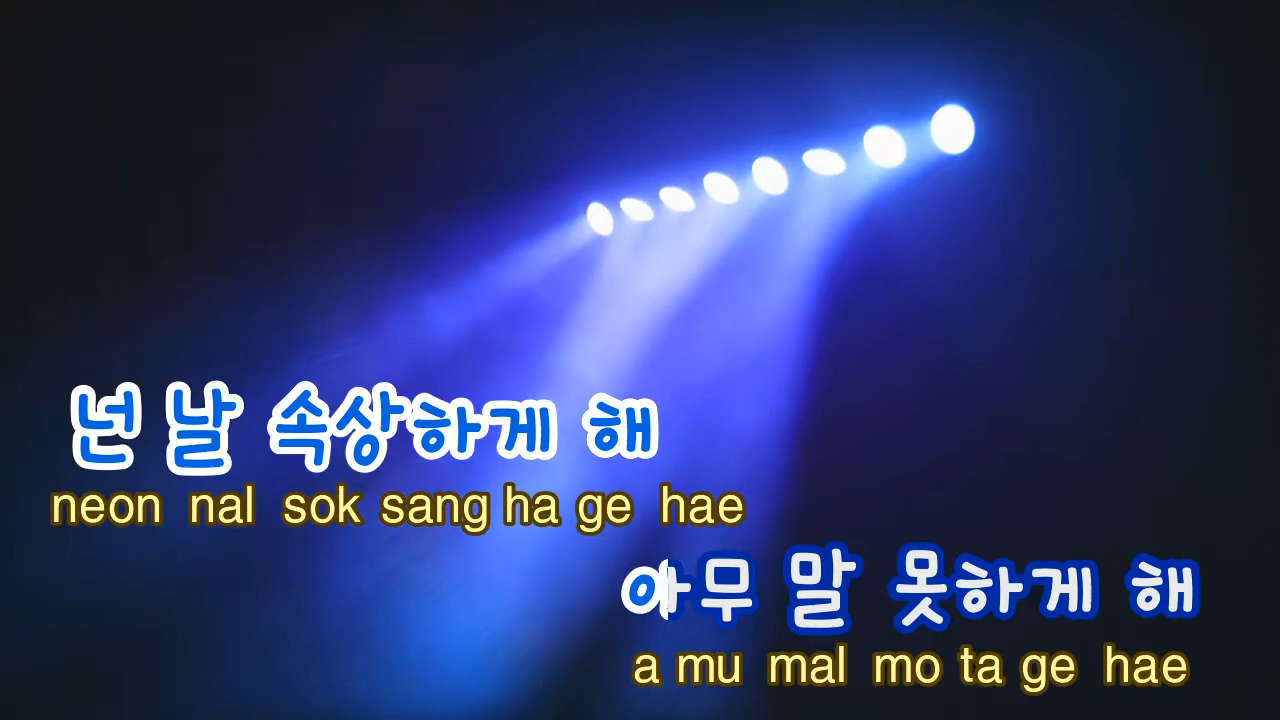 넌 날 속상하게 해
neon nal sok sang ha ge hae
아무 말 못하게 해
a mu mal mo ta ge hae